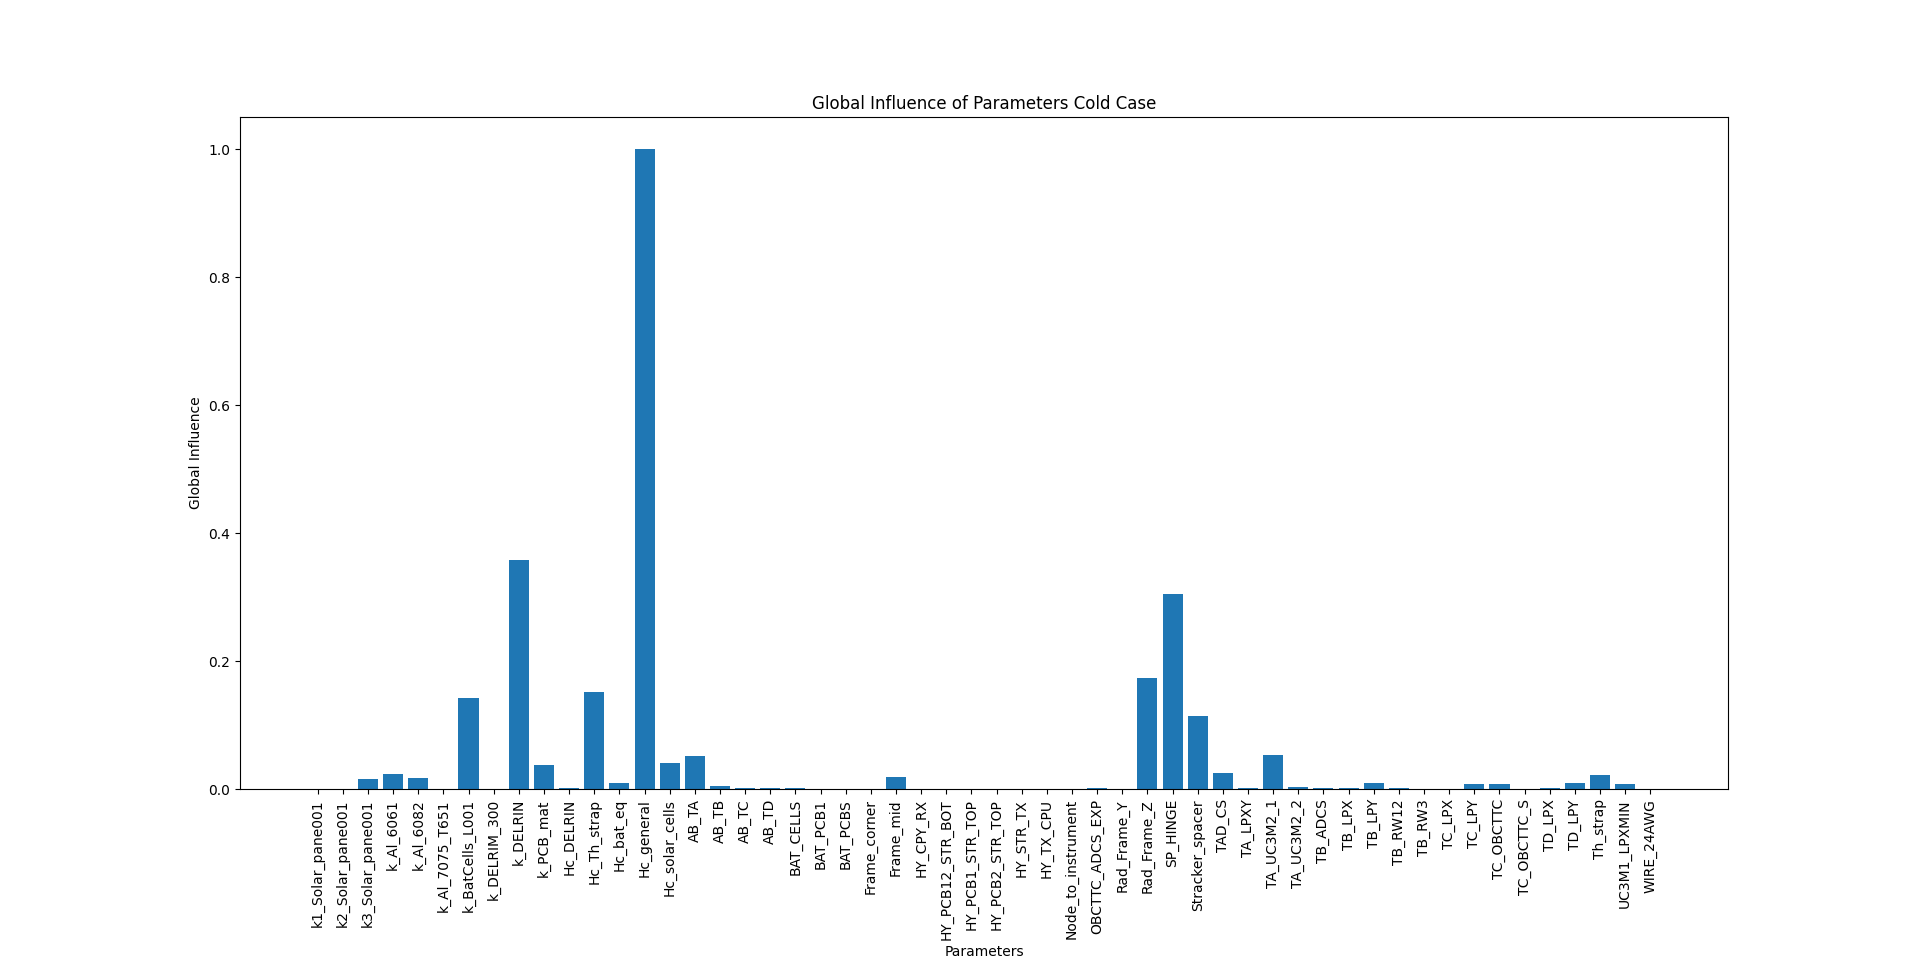 Global Influence of Parameters Cold Case
Global Influence
1.0
0.8
0.6
0.4
0.2
0.0
k1_Solar_pane001
k2_Solar_pane001
k3_Solar_pane001
k_Al_6061
k_Al_6082
k_Al_7075_T651
k_BatCells_L001
k_DELRIM_300
k_DELRIN
k_PCB_mat
Hc_DELRIN
Hc_Th_strap
Hc_bat_eq
Hc_general
Hc_solar_cells
AB_TA
AB_TB
AB_TC
AB_TD
BAT_CELLS
BAT_PCB1
BAT_PCBS
Frame_corner
Frame_mid
HY_CPY_RX
HY_PCB12_STR_BOT
HY_PCB1_STR_TOP
HY_PCB2_STR_TOP
HY_STR_TX
HY_TX_CPU
Node_to_instrument
OBCTTC_ADCS_EXP
Rad_Frame_Y
Rad_Frame_Z
SP_HINGE
Stracker_spacer
TAD_CS
TA_LPXY
TA_UC3M2_1
TA_UC3M2_2
TB_ADCS
TB_LPX
TB_LPY
TB_RW12
TB_RW3
TC_LPX
TC_LPY
TC_OBCTTC
TC_OBCTTC_S
TD_LPX
TD_LPY
Th_strap
UC3M1_LPXMIN
WIRE_24AWG
Parameters